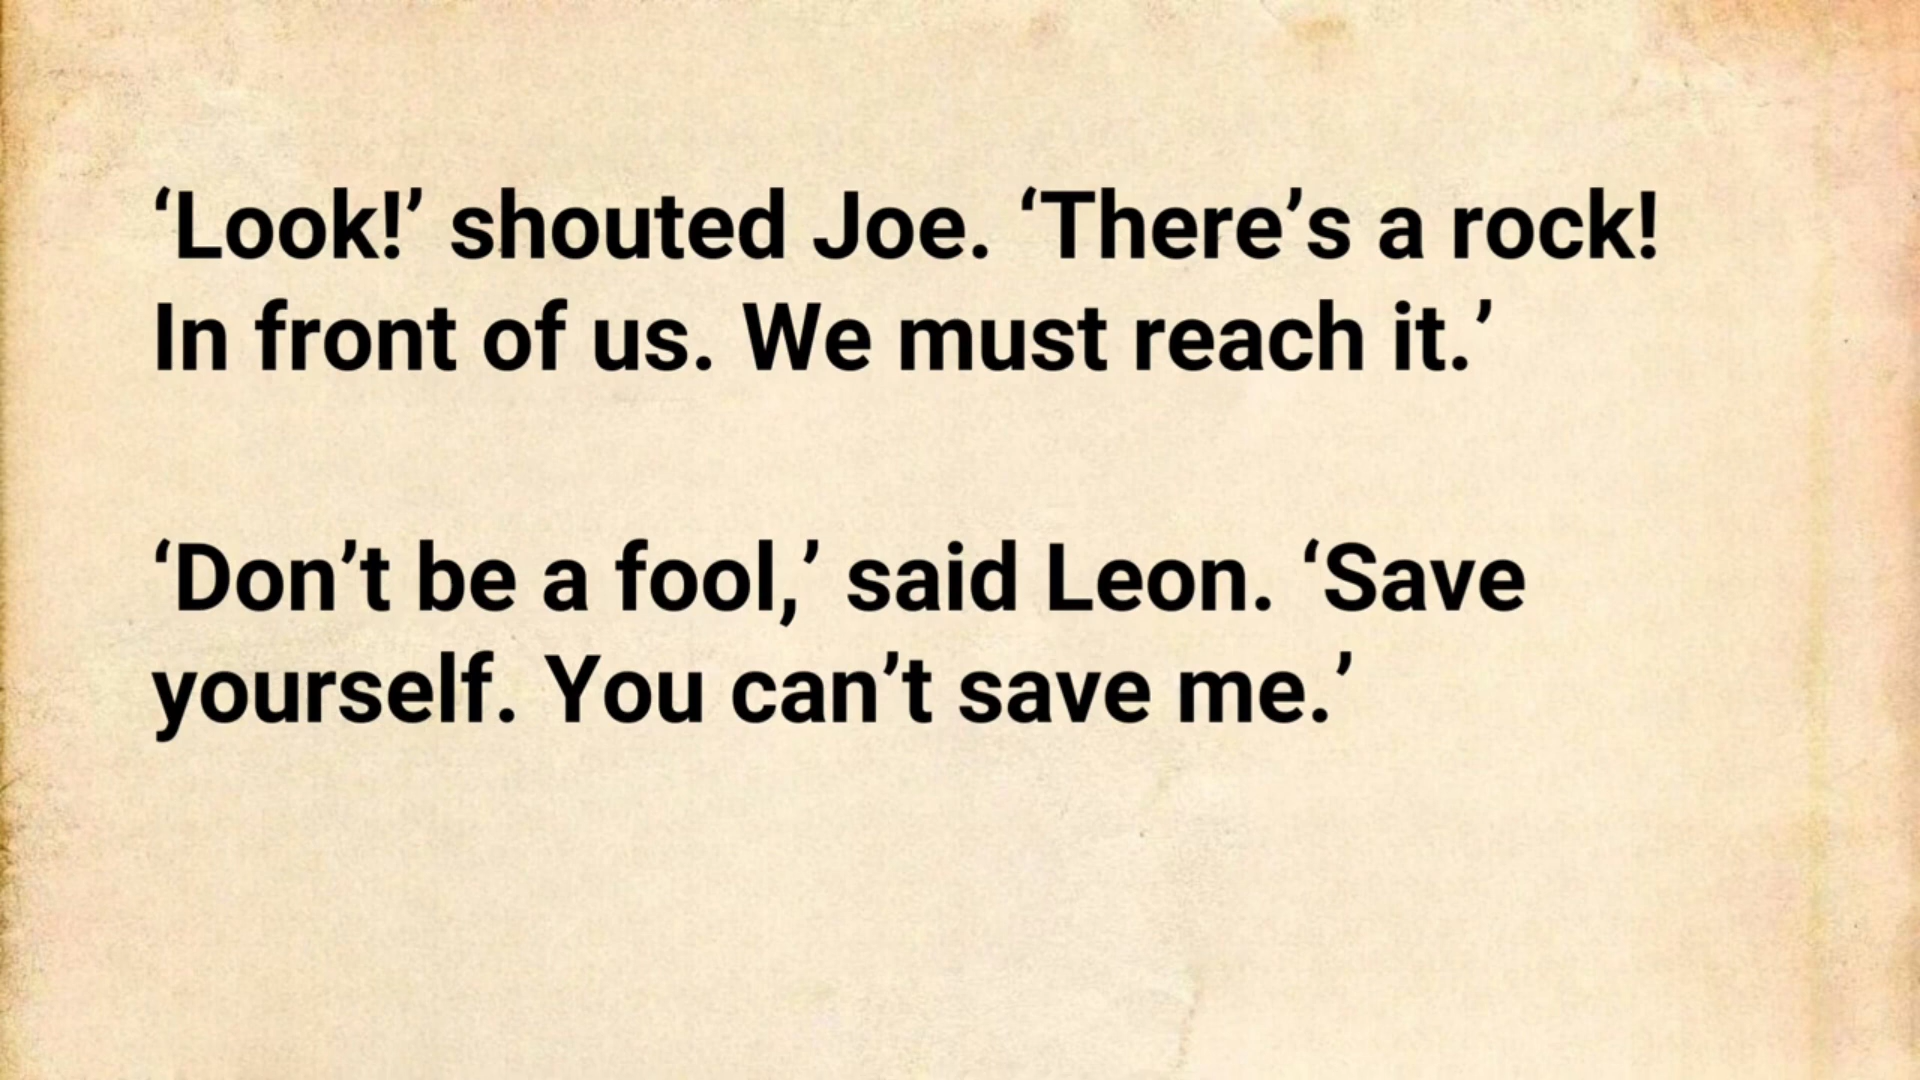 ‘Look!’ shouted Joe. ‘There’s a rock!
In front of us. We must reach it.’
‘Don’t be a fool,’ said Leon. ‘Save
yourself. You can’t save me.’